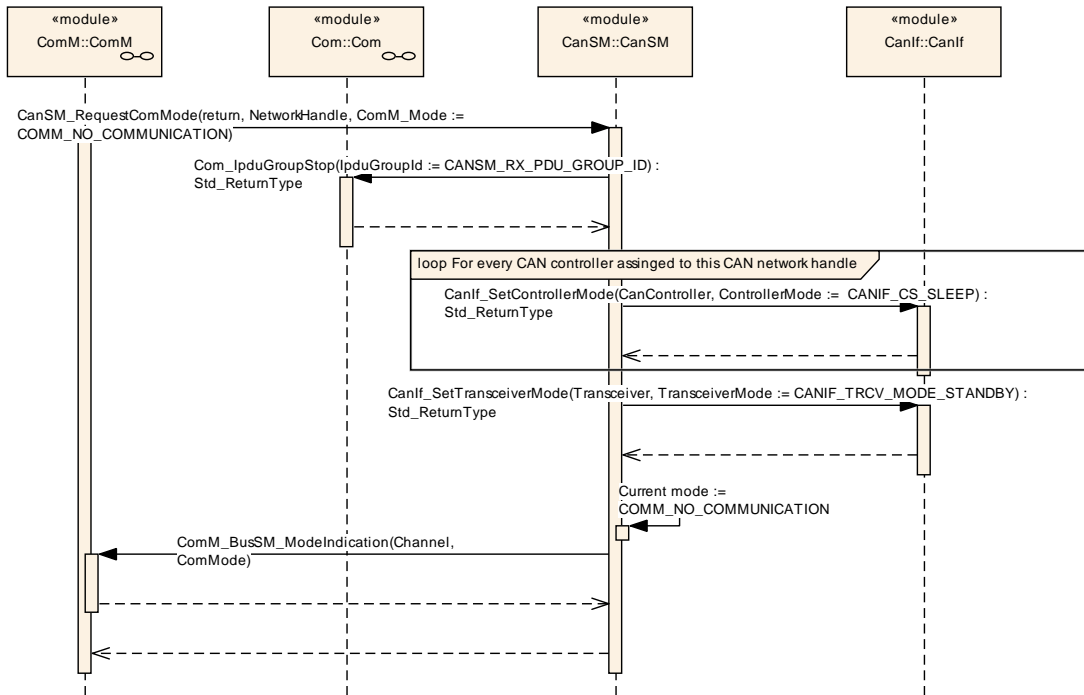 «module»
ComM::ComM
«module»
Com::Com
«module»
CanSM::CanSM
«module»
CanIf::CanIf
CanSM_RequestComMode(return, NetworkHandle, ComM_Mode :=
COMM_NO_COMMUNICATION)
Com_IpduGroupStop(IpduGroupId := CANSM_RX_PDU_GROUP_ID) :
Std_ReturnType
loop For every CAN controller assinged to this CAN network handle
CanIf_SetControllerMode(CanController, ControllerMode := CANIF_CS_SLEEP) :
Std_ReturnType
CanIf_SetTransceiverMode(Transceiver, TransceiverMode := CANIF_TRCV_MODE_STANDBY) :
Std_ReturnType
Current mode :=
COMM_NO_COMMUNICATION
ComM_BusSM_ModeIndication(Channel,
ComMode)